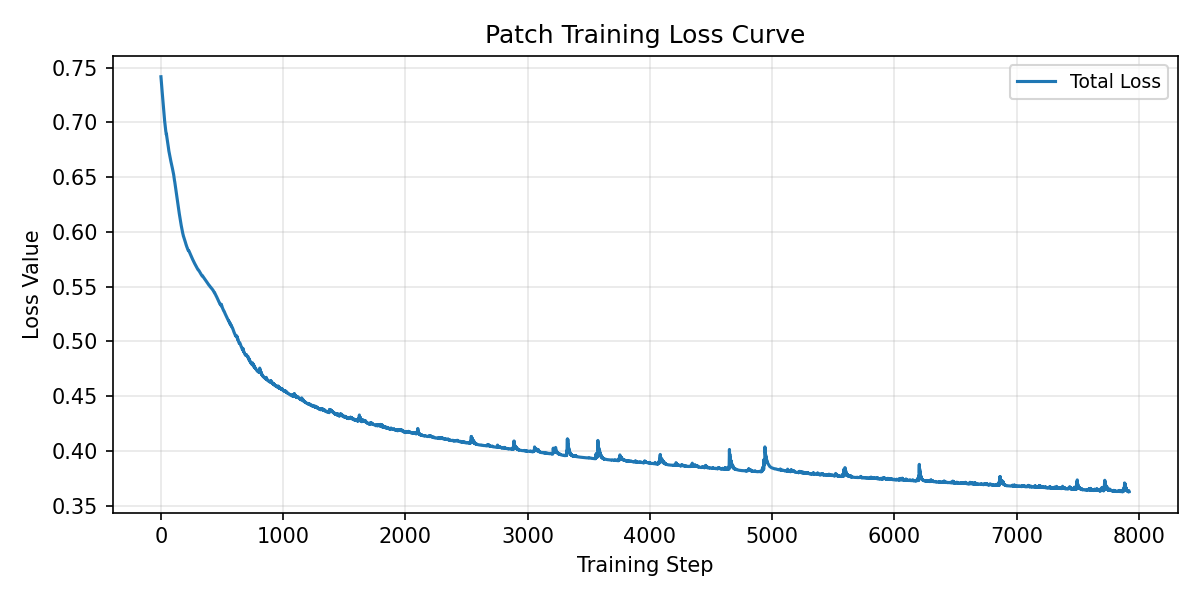 Patch Training Loss Curve
Total Loss
Loss Value
0.75
0.70
0.65
0.60
0.55
0.50
0.45
0.40
0.35
0 1000 2000 3000 4000 5000 6000 7000 8000
Training Step